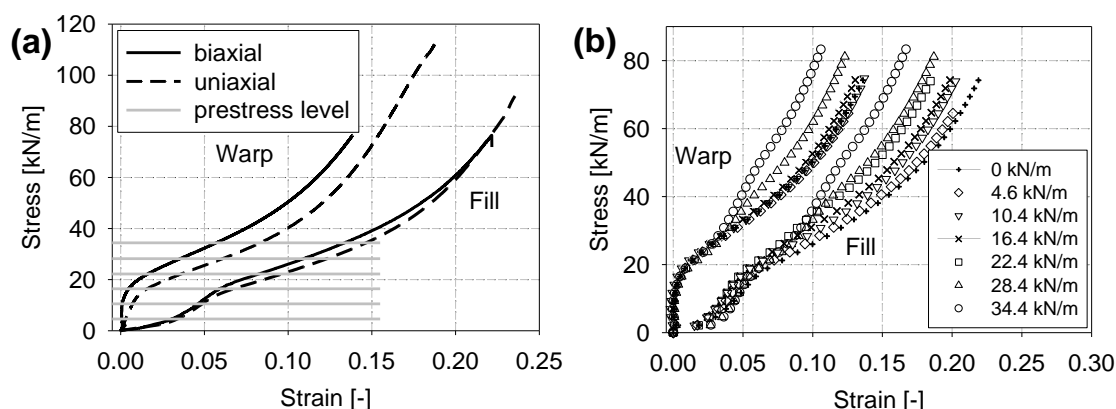 (a)
Stress [kN/m]
120
100
80
60
40
20
0
biaxial
uniaxial
prestress level
Warp
Fill
0.00 0.05 0.10 0.15 0.20 0.25
Strain [-]
(b)
Stress [kN/m]
80
60
40
20
0
Warp
Fill
0 kN/m
4.6 kN/m
10.4 kN/m
16.4 kN/m
22.4 kN/m
28.4 kN/m
34.4 kN/m
0.00 0.05 0.10 0.15 0.20 0.25 0.30
Strain [-]